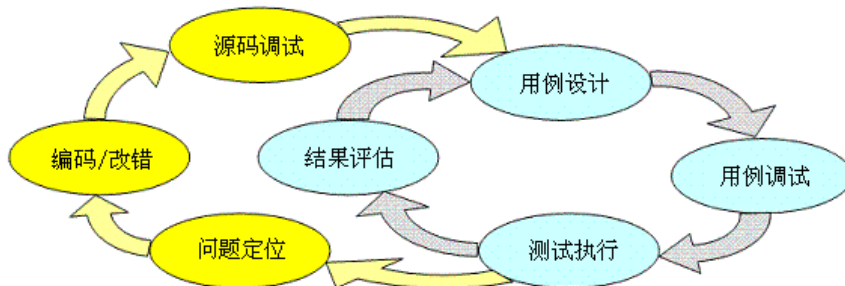 源码调试
用例设计
编码/改错
结果评估
用例调试
问题定位
测试执行